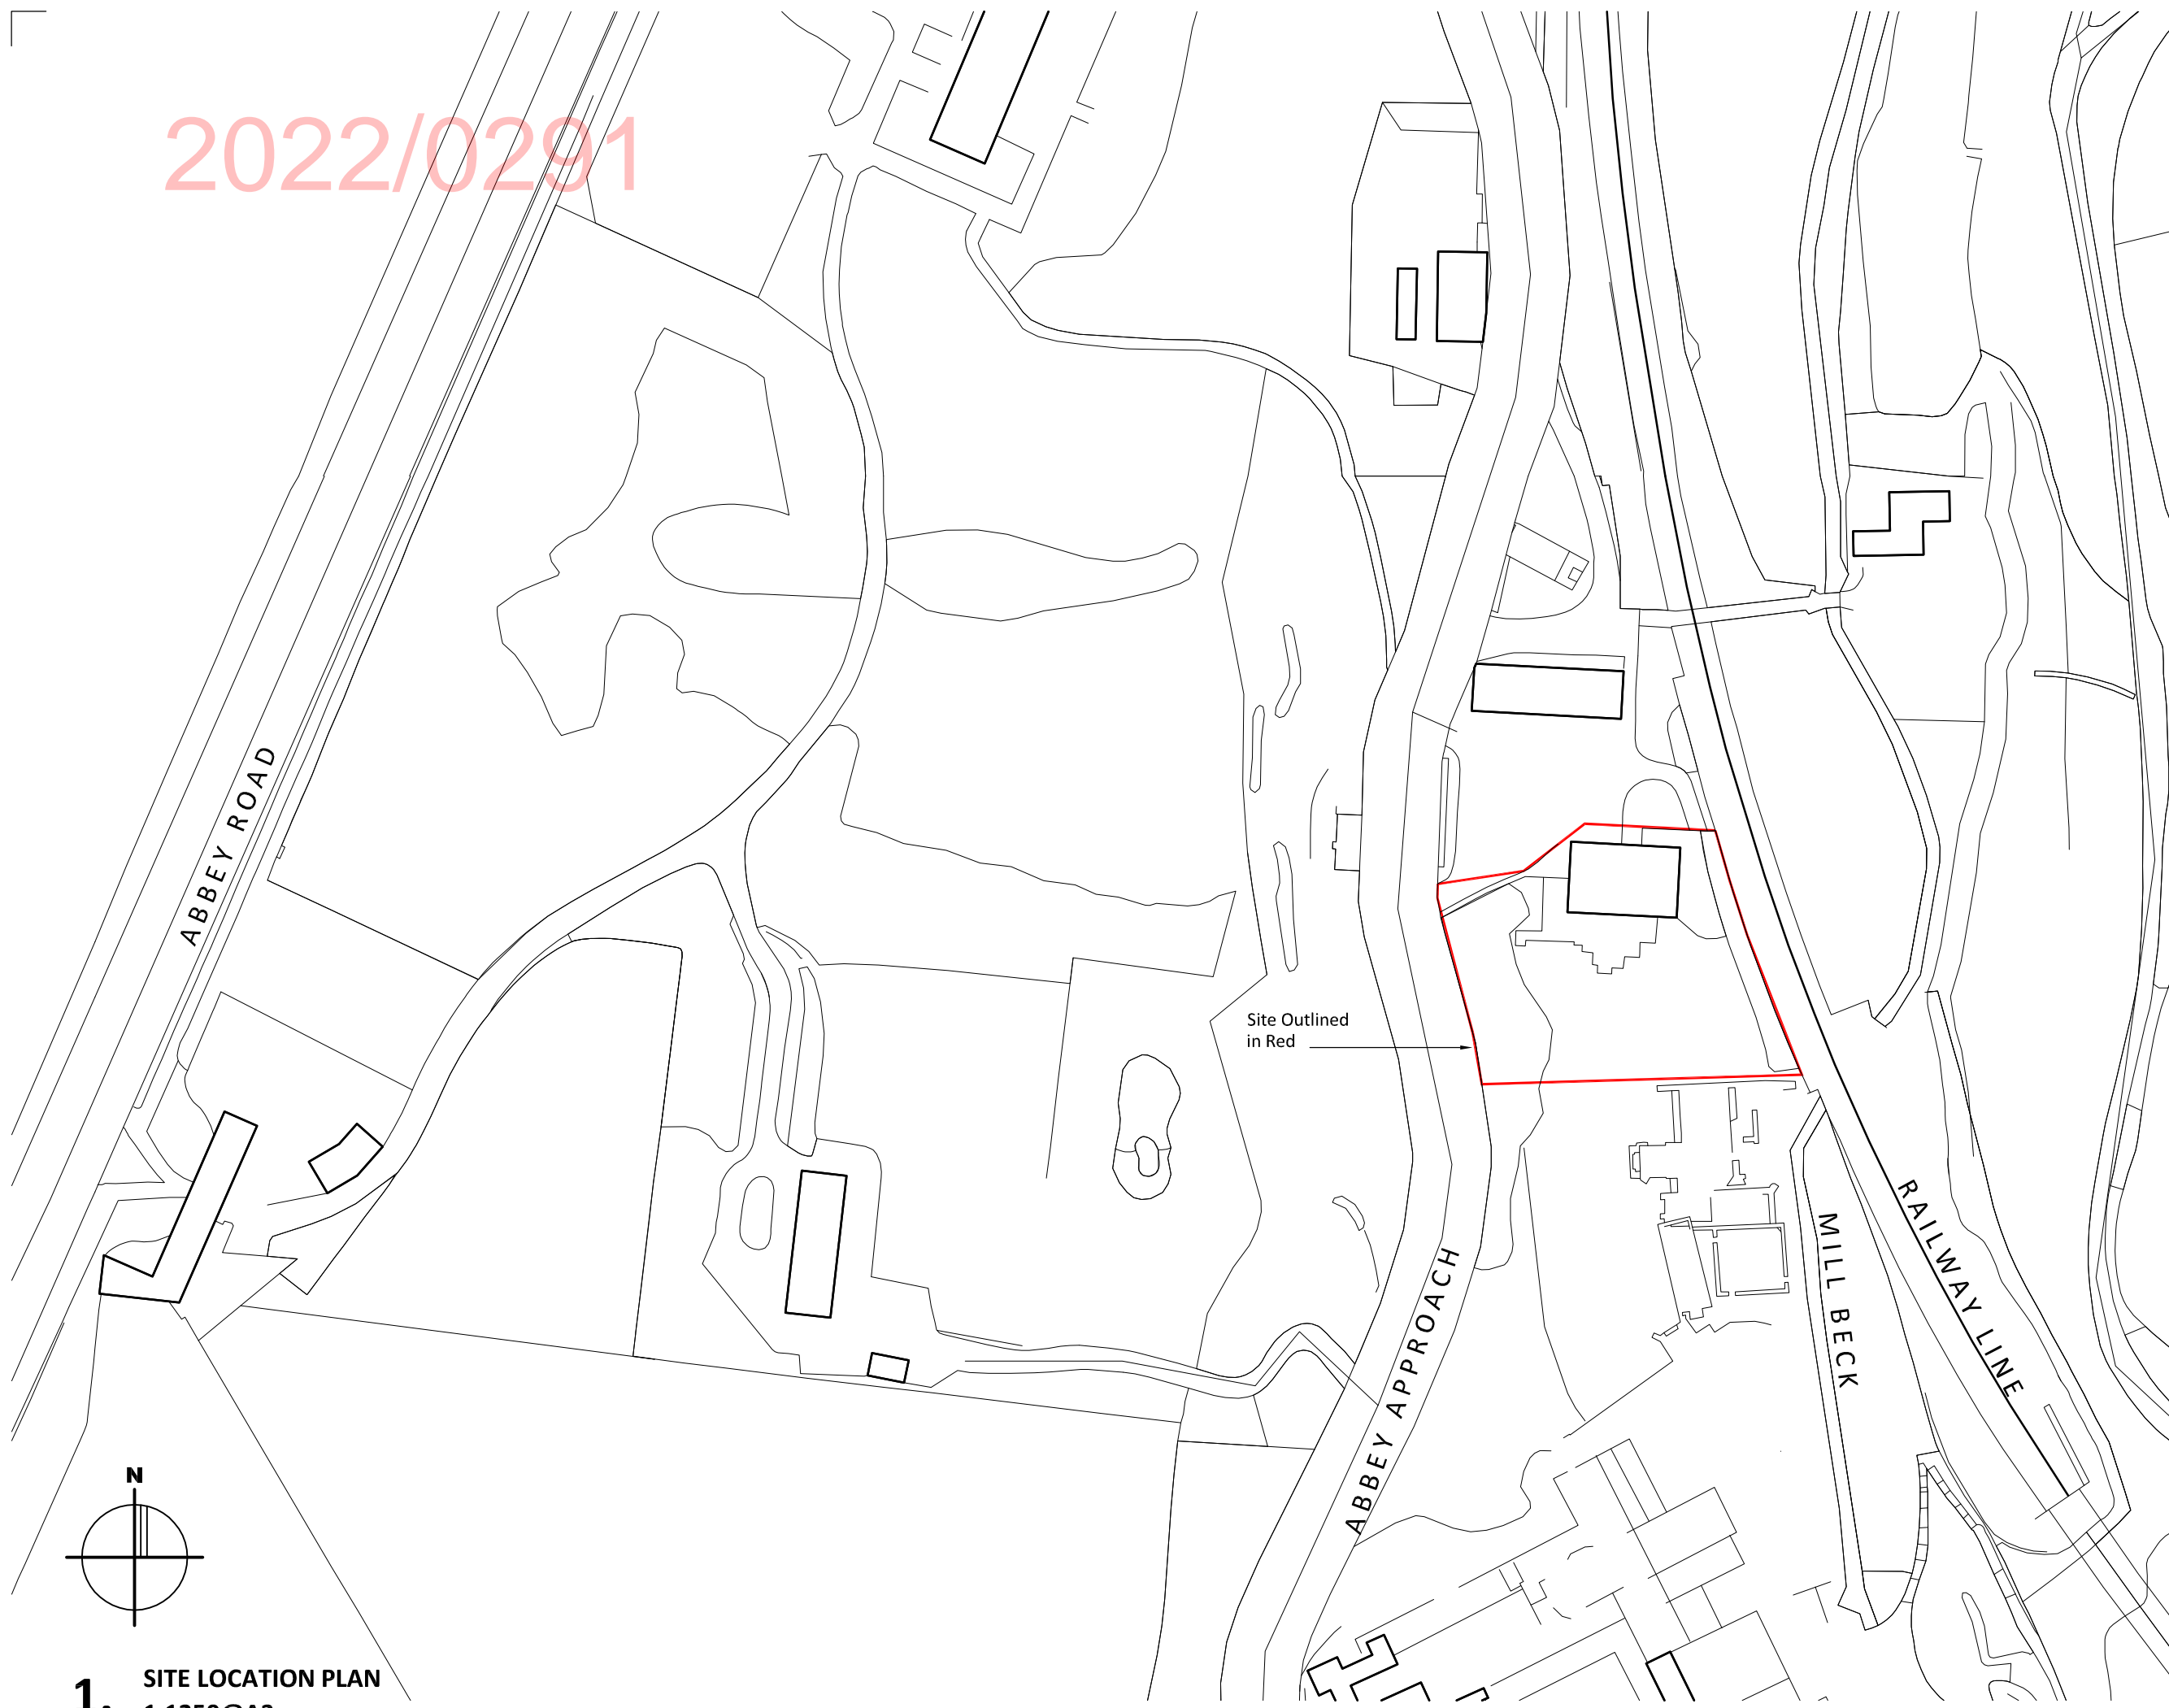 2022/0291
ABBEY ROAD
Site Outlined
in Red
ABBEY APPROACH
MILL BECK
RAILWAY LINE
N
1.
SITE LOCATION PLAN